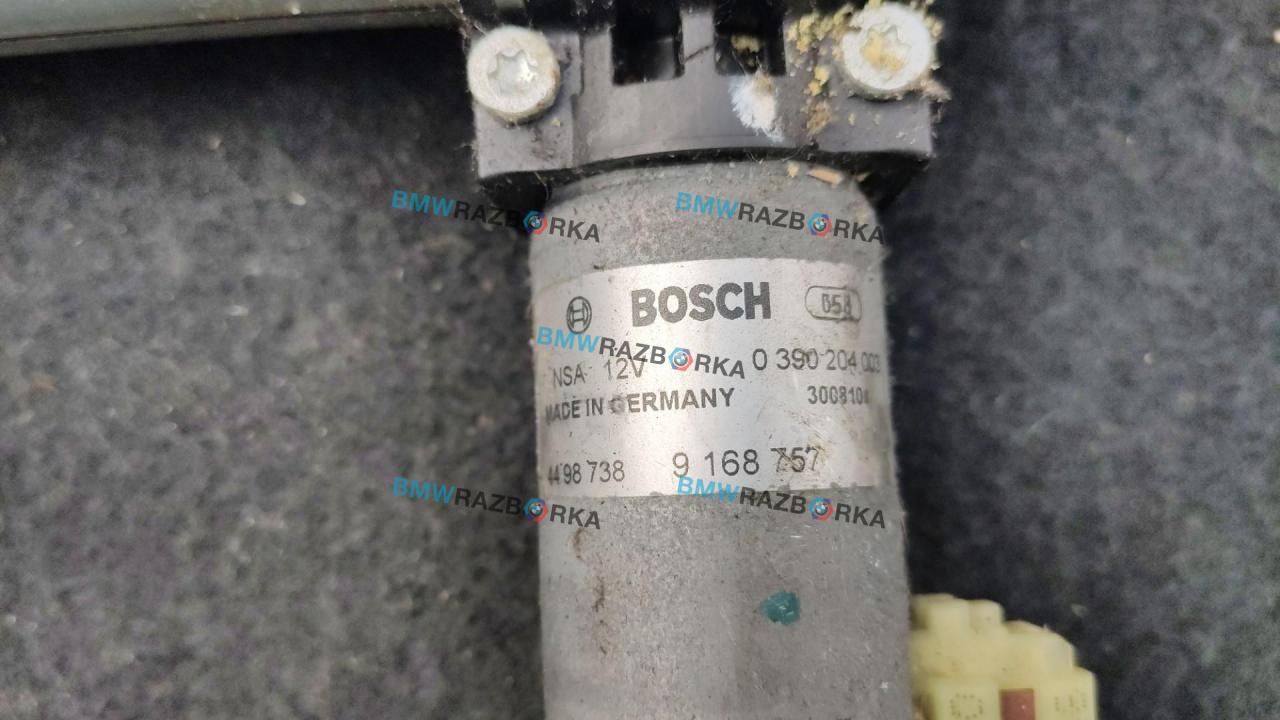 BMWRAZBORKA BMWRAZBORKA
BOSCH
BMWRAZBORKA
NSA 12V 0 390 204 003
MADE IN GERMANY
4498 738 9 168 757
BMWRAZBORKA BMWRAZBORKA